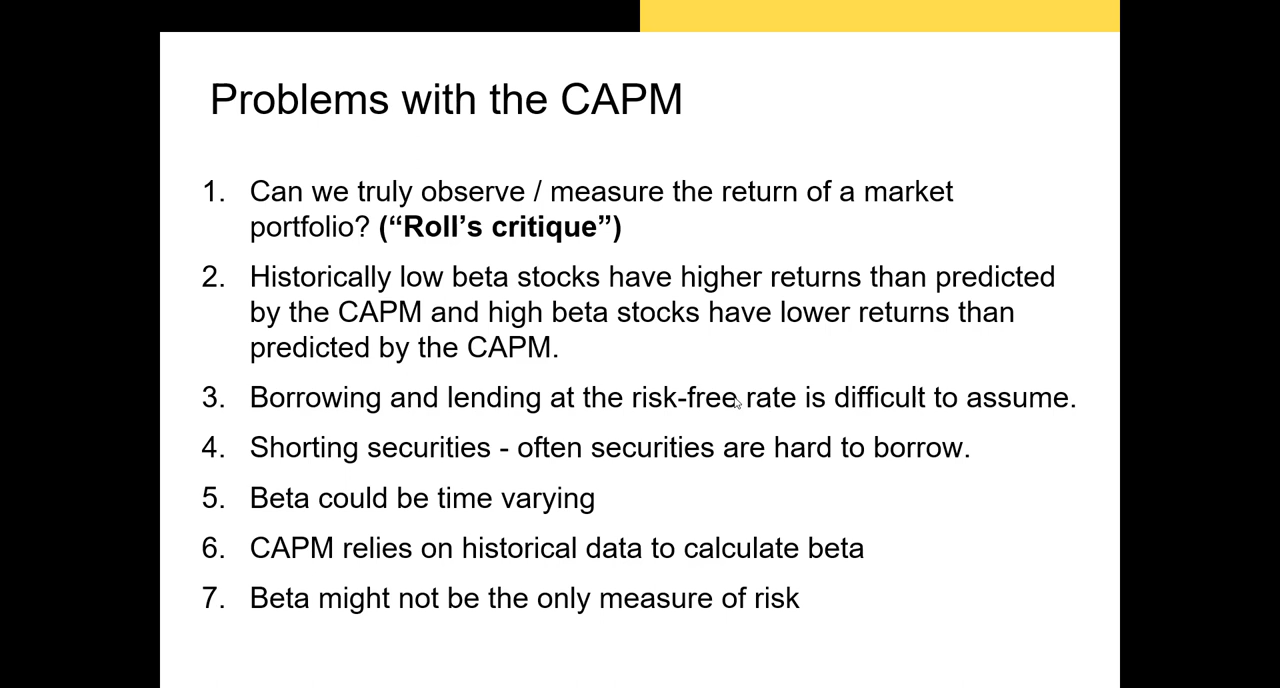 Problems with the CAPM
1. Can we truly observe / measure the return of a market
portfolio? (“Roll’s critique”)
2. Historically low beta stocks have higher returns than predicted
by the CAPM and high beta stocks have lower returns than
predicted by the CAPM.
3. Borrowing and lending at the risk-free rate is difficult to assume.
4. Shorting securities - often securities are hard to borrow.
5. Beta could be time varying
6. CAPM relies on historical data to calculate beta
7. Beta might not be the only measure of risk